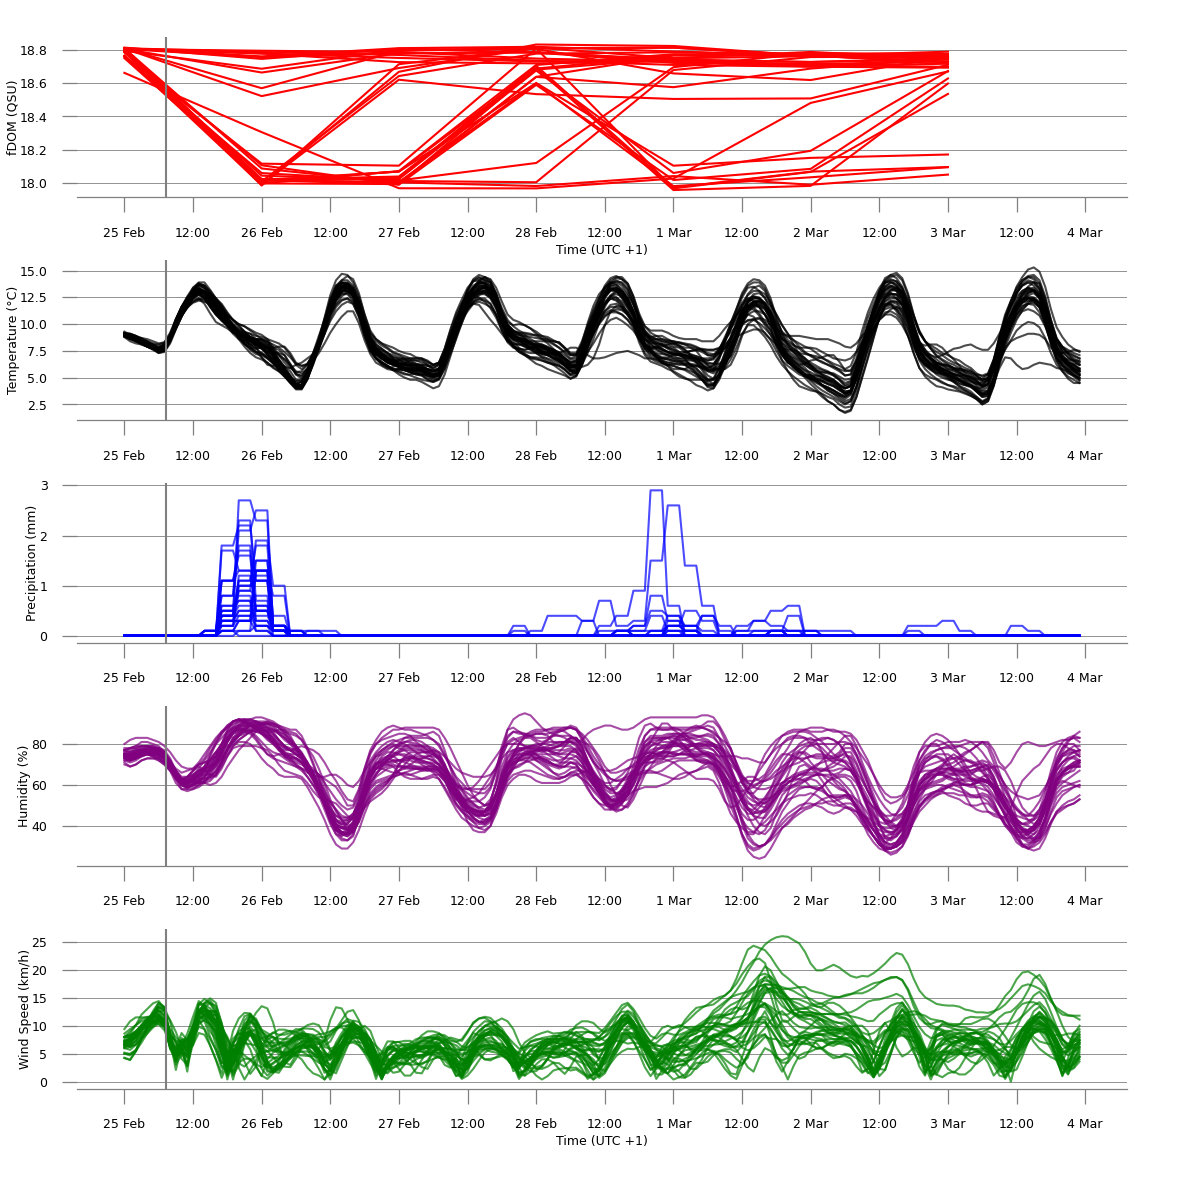 fDOM (QSU)
18.8
18.6
18.4
18.2
18.0
25 Feb 12:00 26 Feb 12:00 27 Feb 12:00 28 Feb 12:00 1 Mar 12:00 2 Mar 12:00 3 Mar 12:00 4 Mar
Time (UTC +1)
Temperature (°C)
15.0
12.5
10.0
7.5
5.0
2.5
25 Feb 12:00 26 Feb 12:00 27 Feb 12:00 28 Feb 12:00 1 Mar 12:00 2 Mar 12:00 3 Mar 12:00 4 Mar
Precipitation (mm)
3
2
1
0
25 Feb 12:00 26 Feb 12:00 27 Feb 12:00 28 Feb 12:00 1 Mar 12:00 2 Mar 12:00 3 Mar 12:00 4 Mar
Humidity (%)
80
60
40
25 Feb 12:00 26 Feb 12:00 27 Feb 12:00 28 Feb 12:00 1 Mar 12:00 2 Mar 12:00 3 Mar 12:00 4 Mar
Wind Speed (km/h)
25
20
15
10
5
0
25 Feb 12:00 26 Feb 12:00 27 Feb 12:00 28 Feb 12:00 1 Mar 12:00 2 Mar 12:00 3 Mar 12:00 4 Mar
Time (UTC +1)